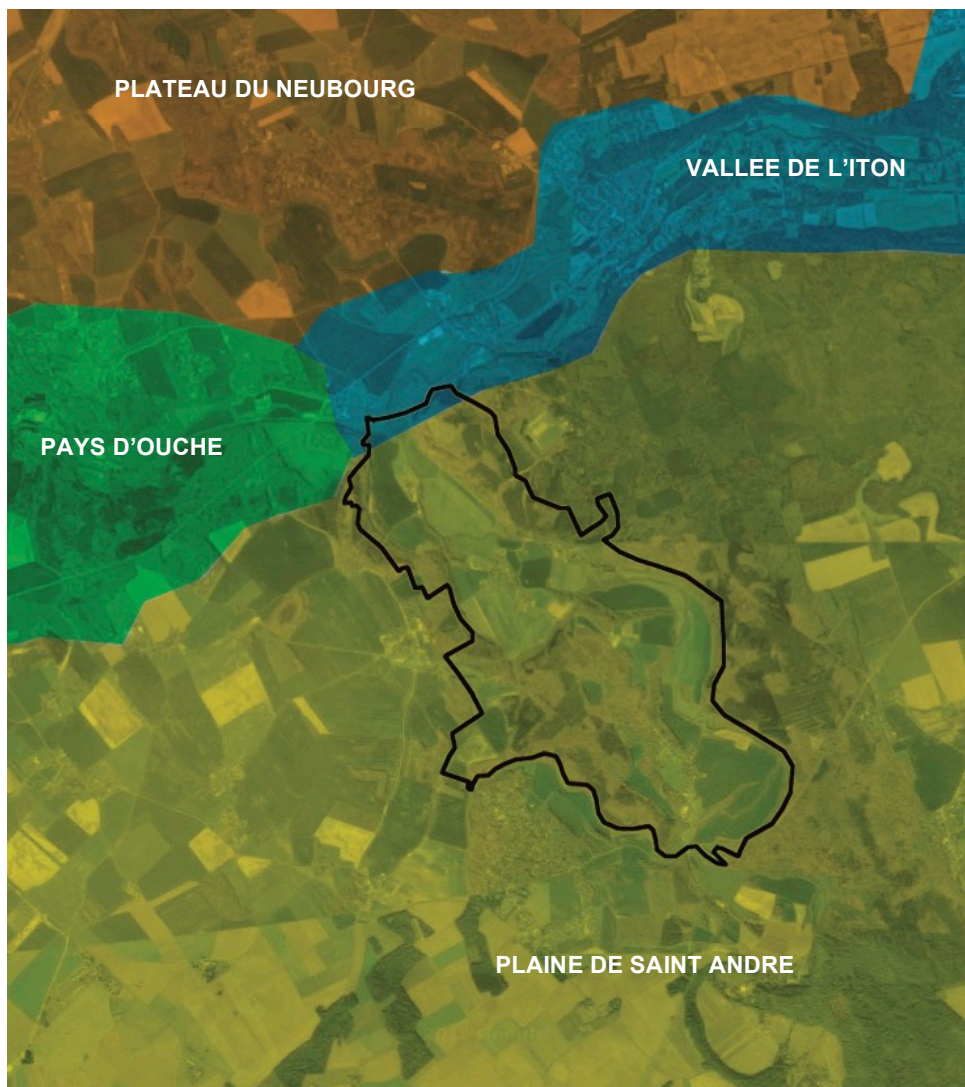 PLATEAU DU NEUBOURG
VALLEE DE L'ITON
PAYS D'OUCHE
PLAINE DE SAINT ANDRE